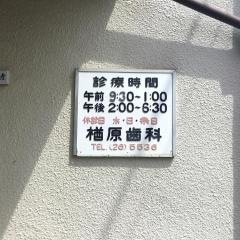 診療時間
午前 9:30~1:00
午後 2:00~6:30
休診日 水・日・祭日
楢原歯科
TEL.(26)5536